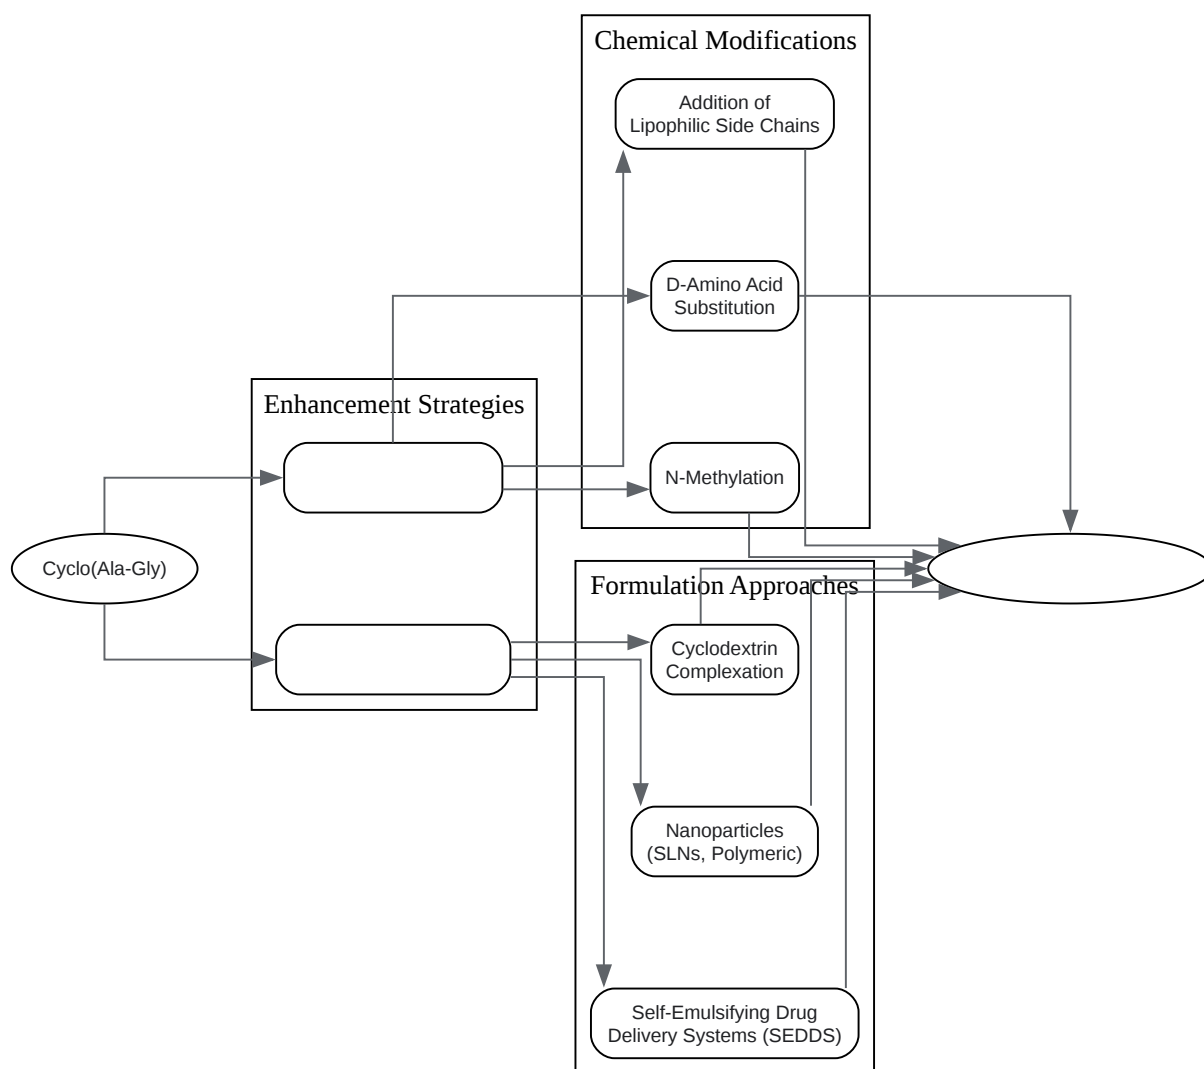 Chemical Modifications
Addition of
Lipophilic Side Chains
D-Amino Acid
Substitution
Enhancement Strategies
N-Methylation
Cyclo(Ala-Gly)
Formulation Approaches
Cyclodextrin
Complexation
Nanoparticles
(SLNs, Polymeric)
Self-Emulsifying Drug
Delivery Systems (SEDDS)